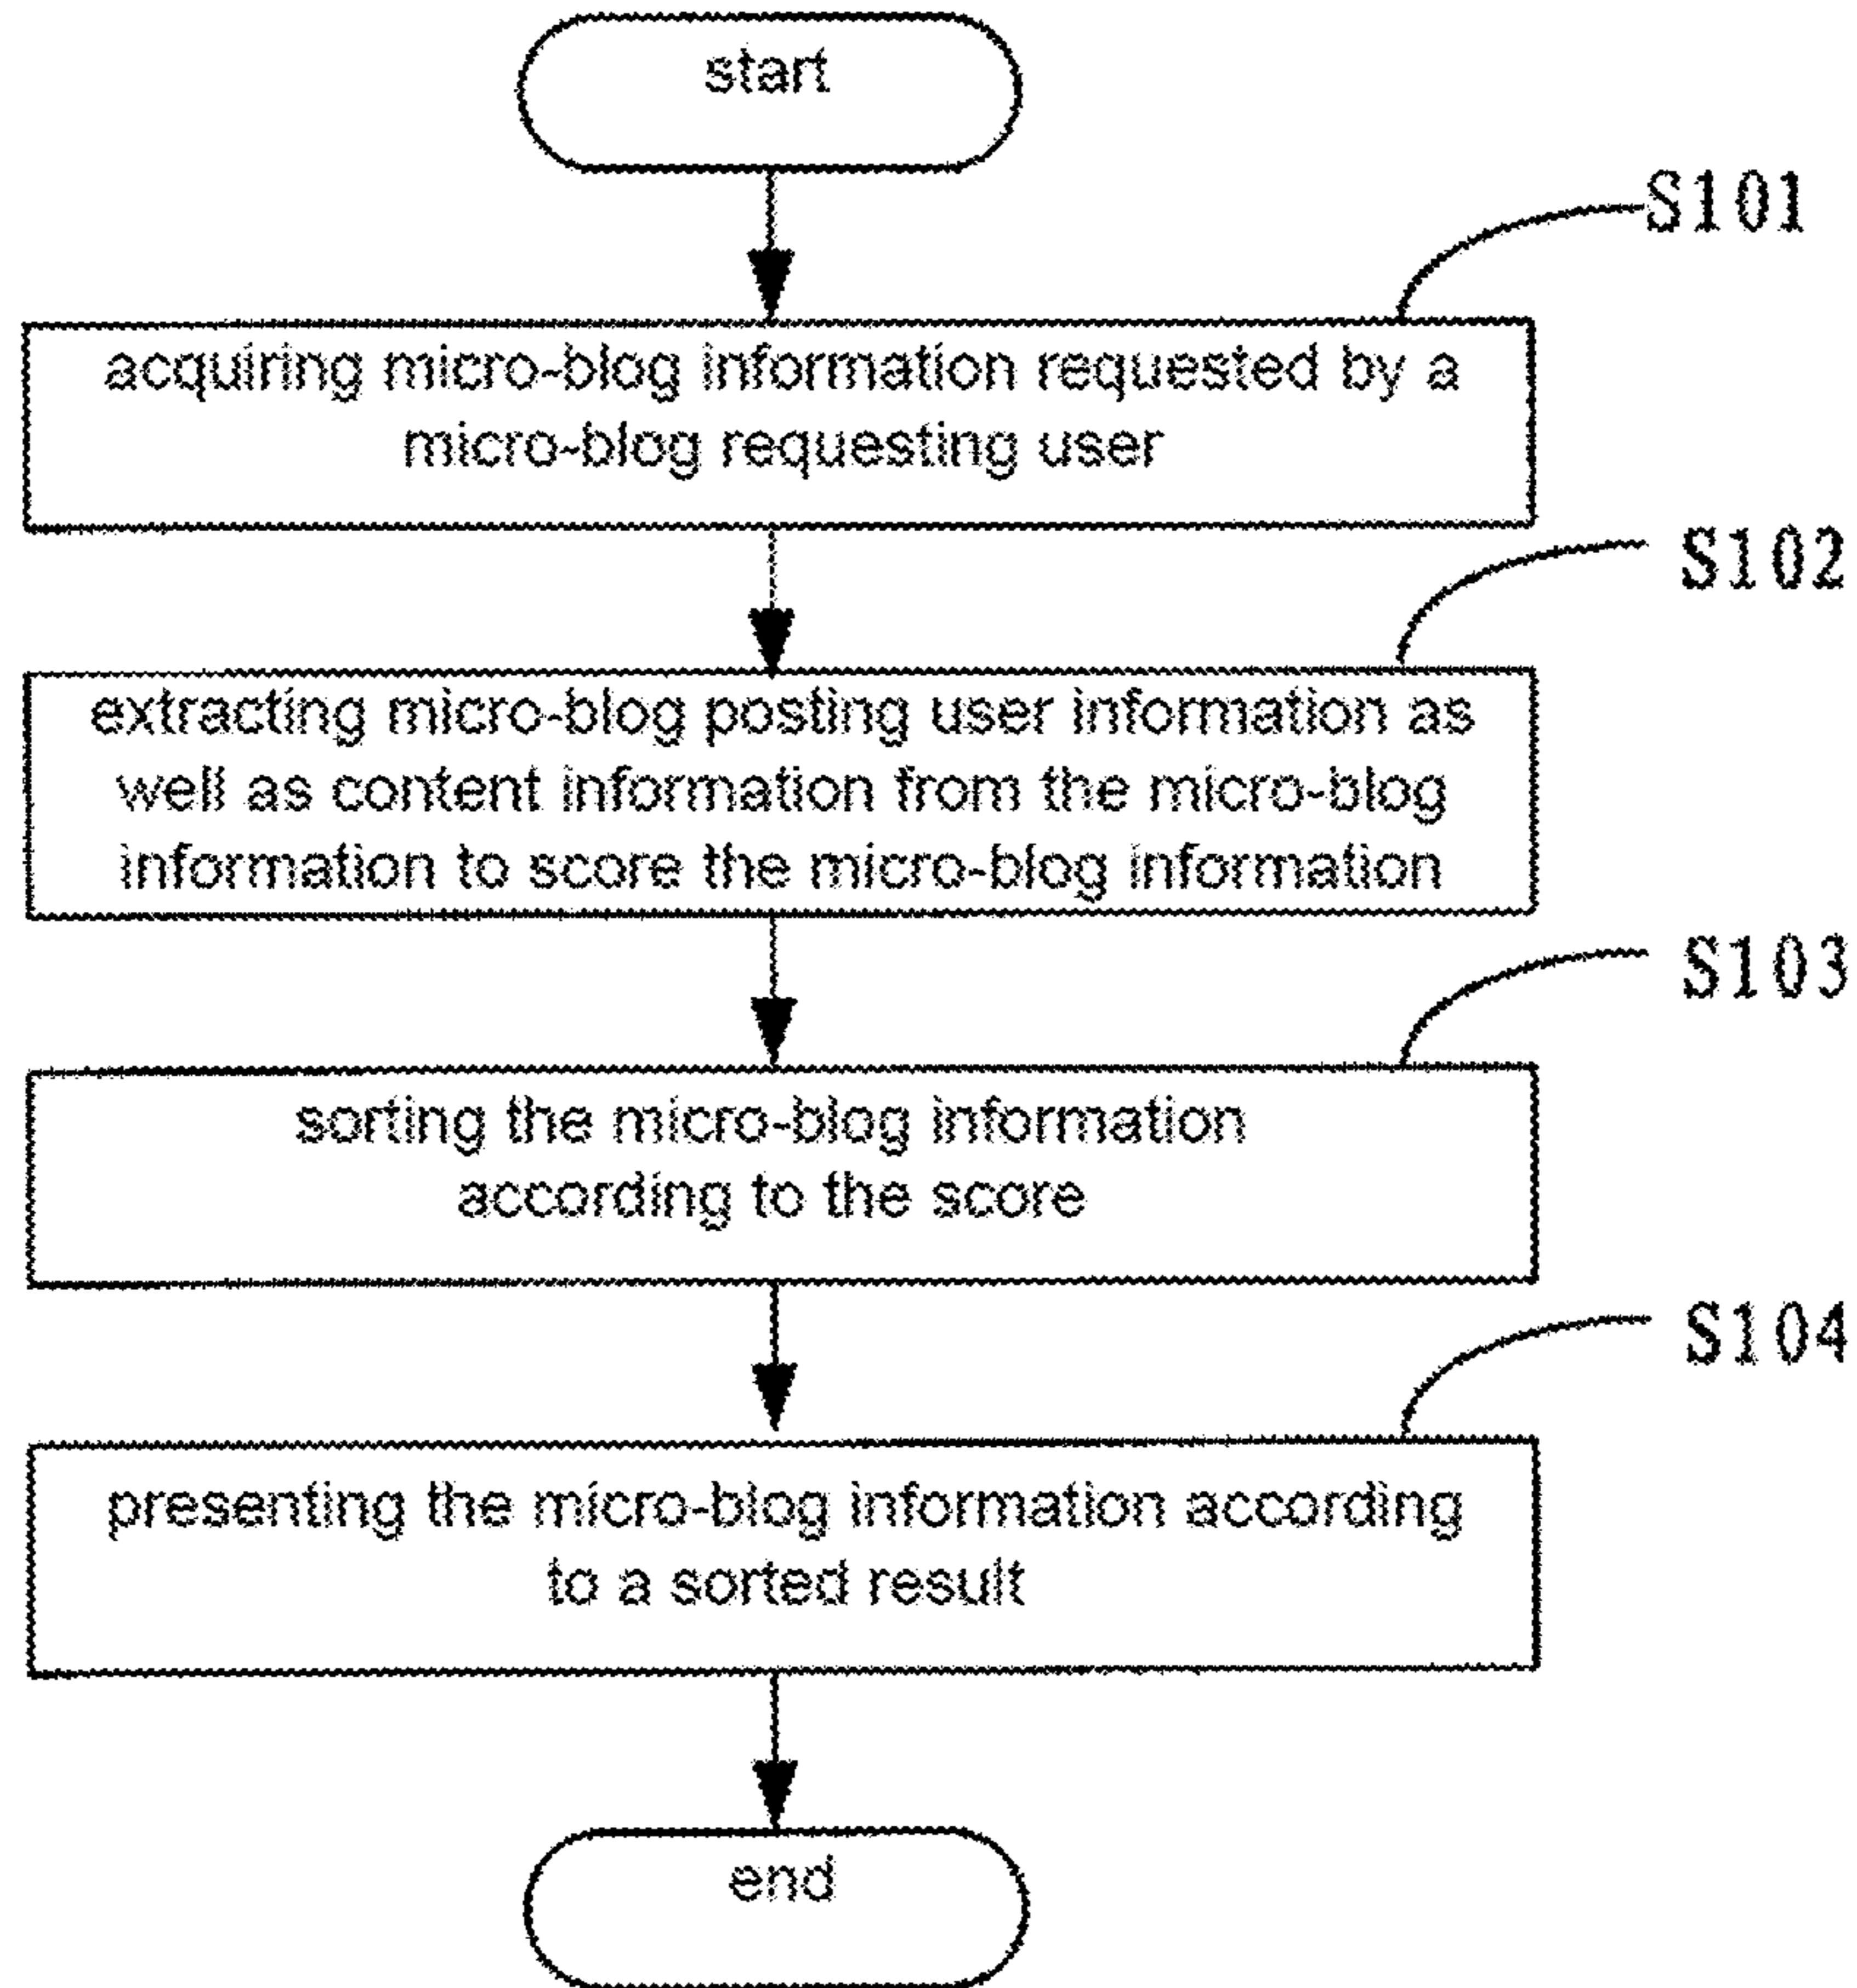 start
S101
acquiring micro-blog information requested by a
micro-blog requesting user
S102
extracting micro-blog posting user information as
well as content information from the micro-blog
information to score the micro-blog information
S103
sorting the micro-blog information
according to the score
S104
presenting the micro-blog information according
to a sorted result
end